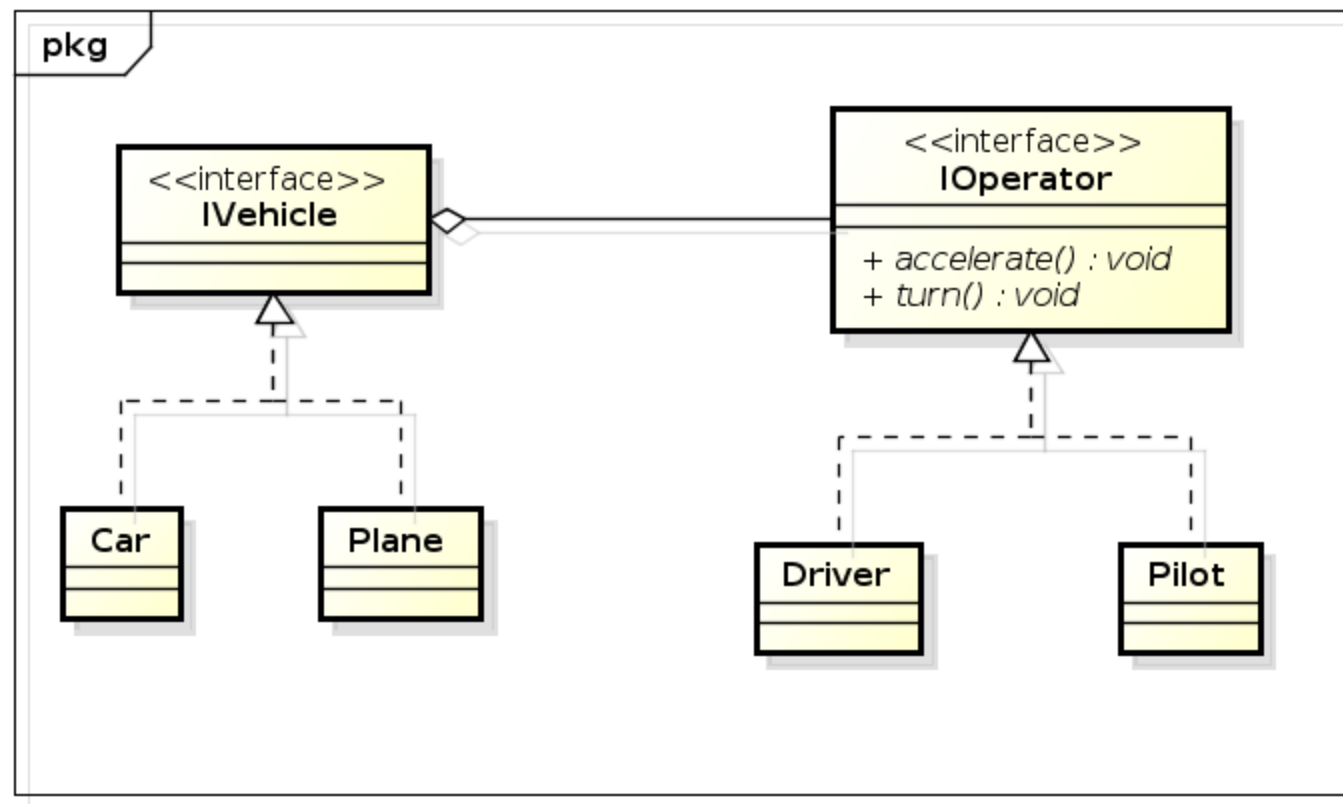 pkg
<<interface>>
IVehicle
<<interface>>
IOperator
+ accelerate() : void
+ turn() : void
Car
Plane
Driver
Pilot